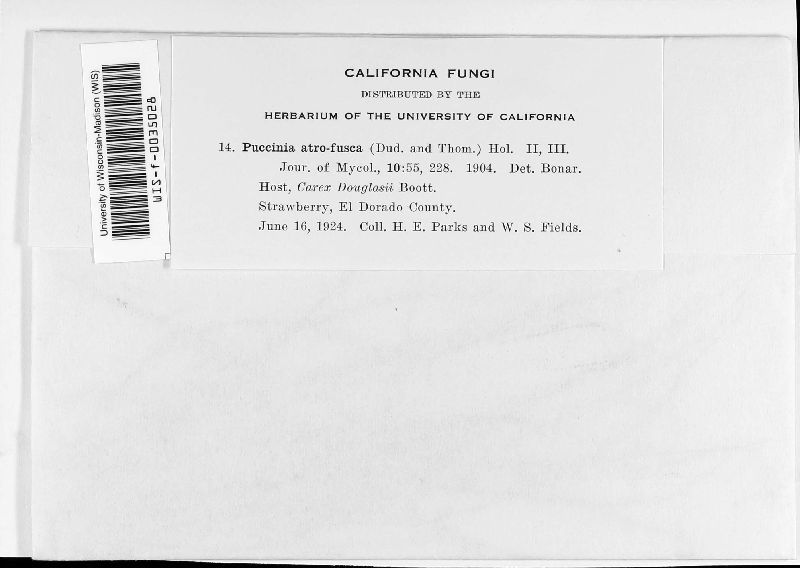 CALIFORNIA FUNGI
DISTRIBUTED BY THE
HERBARIUM OF THE UNIVERSITY OF CALIFORNIA
14. Puccinia atro-fusca (Dud. and Thom.) Hol. II, III.
Jour. of Mycol., 10:55, 228. 1904. Det. Bonar.
Host, Carex Douglasii Boott.
Strawberry, El Dorado County.
June 16, 1924. Coll. H. E. Parks and W. S. Fields.
University of Wisconsin-Madison (WIS)
WIS-f-0035028